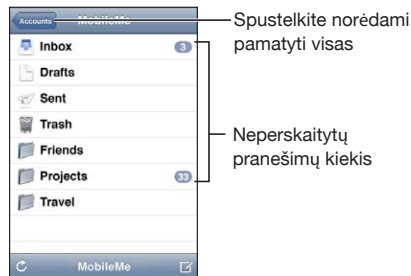 Accounts
MobileMe
Spustelkite norėdami
pamatyti visas
Inbox 3
Drafts
Sent
Trash
Friends
Projects 33
Travel
Neperskaitytų
pranešimų kiekis
MobileMe